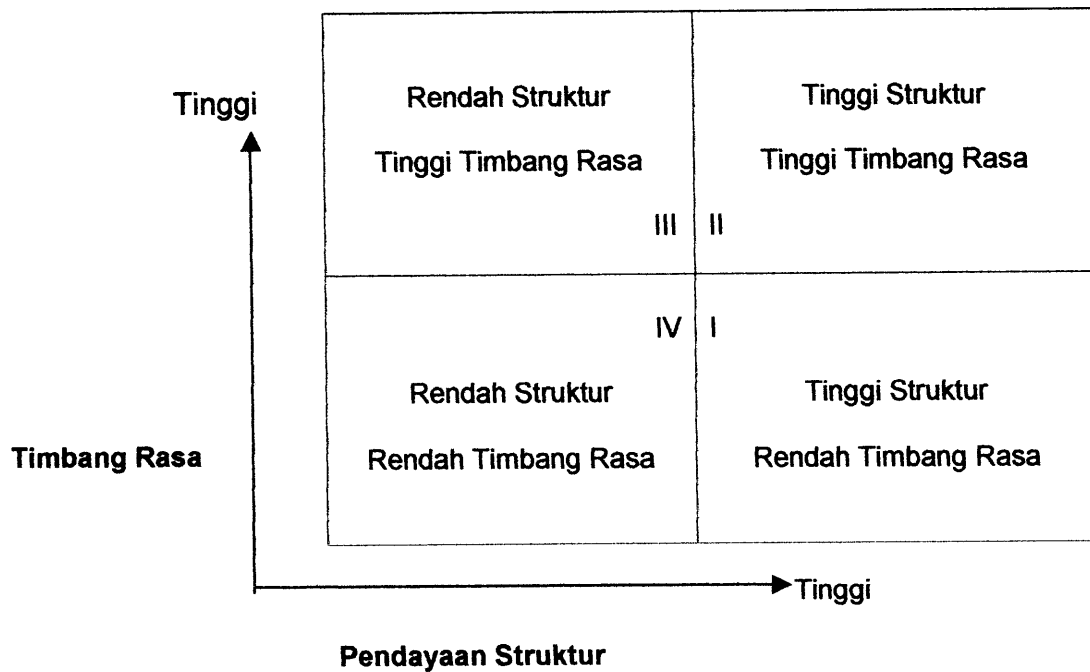 Tinggi
Rendah Struktur
Tinggi Timbang Rasa
III
Tinggi Struktur
Tinggi Timbang Rasa
II
IV
Rendah Struktur
Rendah Timbang Rasa
I
Tinggi Struktur
Rendah Timbang Rasa
Timbang Rasa
Tinggi
Pendayaan Struktur